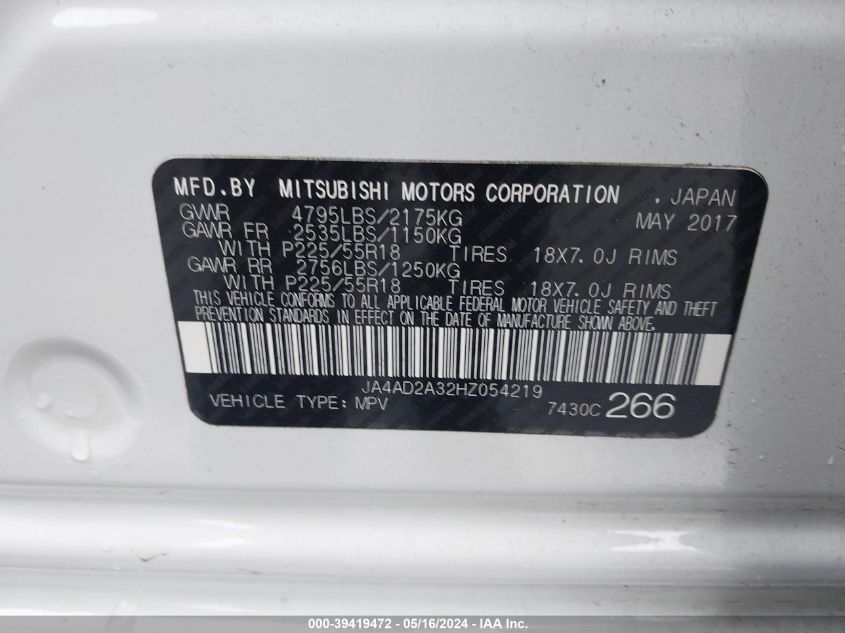 MFD.BY MITSUBISHI MOTORS CORPORATION . JAPAN
GVWR 4795LBS/2175KG MAY 2017
GAWR FR 2535LBS/1150KG
WITH P225/55R18 TIRES 18X7.0J RIMS
GAWR RR 2756LBS/1250KG
WITH P225/55R18 TIRES 18X7.0J RIMS
THIS VEHICLE CONFORMS TO ALL APPLICABLE FEDERAL MOTOR VEHICLE SAFETY AND THEFT
PREVENTION STANDARDS IN EFFECT ON THE DATE OF MANUFACTURE SHOWN ABOVE.
JA4AD2A32HZ054219
VEHICLE TYPE: MPV 7430C 266
000-39419472 - 05/16/2024 - IAA Inc.